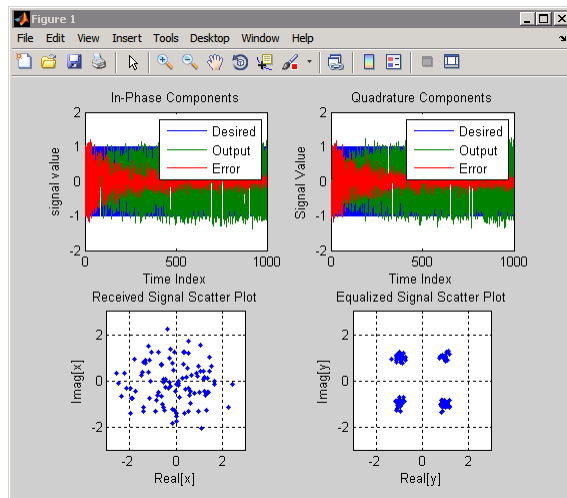 Figure 1
File Edit View Insert Tools Desktop Window Help
In-Phase Components
Quadrature Components
signal value
2
1
0
-1
-2
Desired
Output
Error
0
500
1000
Time Index
Signal Value
2
1
0
-1
-2
Desired
Output
Error
0
500
1000
Time Index
Received Signal Scatter Plot
Equalized Signal Scatter Plot
Imag[x]
2
0
-2
-2
0
2
Real[x]
Imag[y]
2
0
-2
-2
0
2
Real[y]